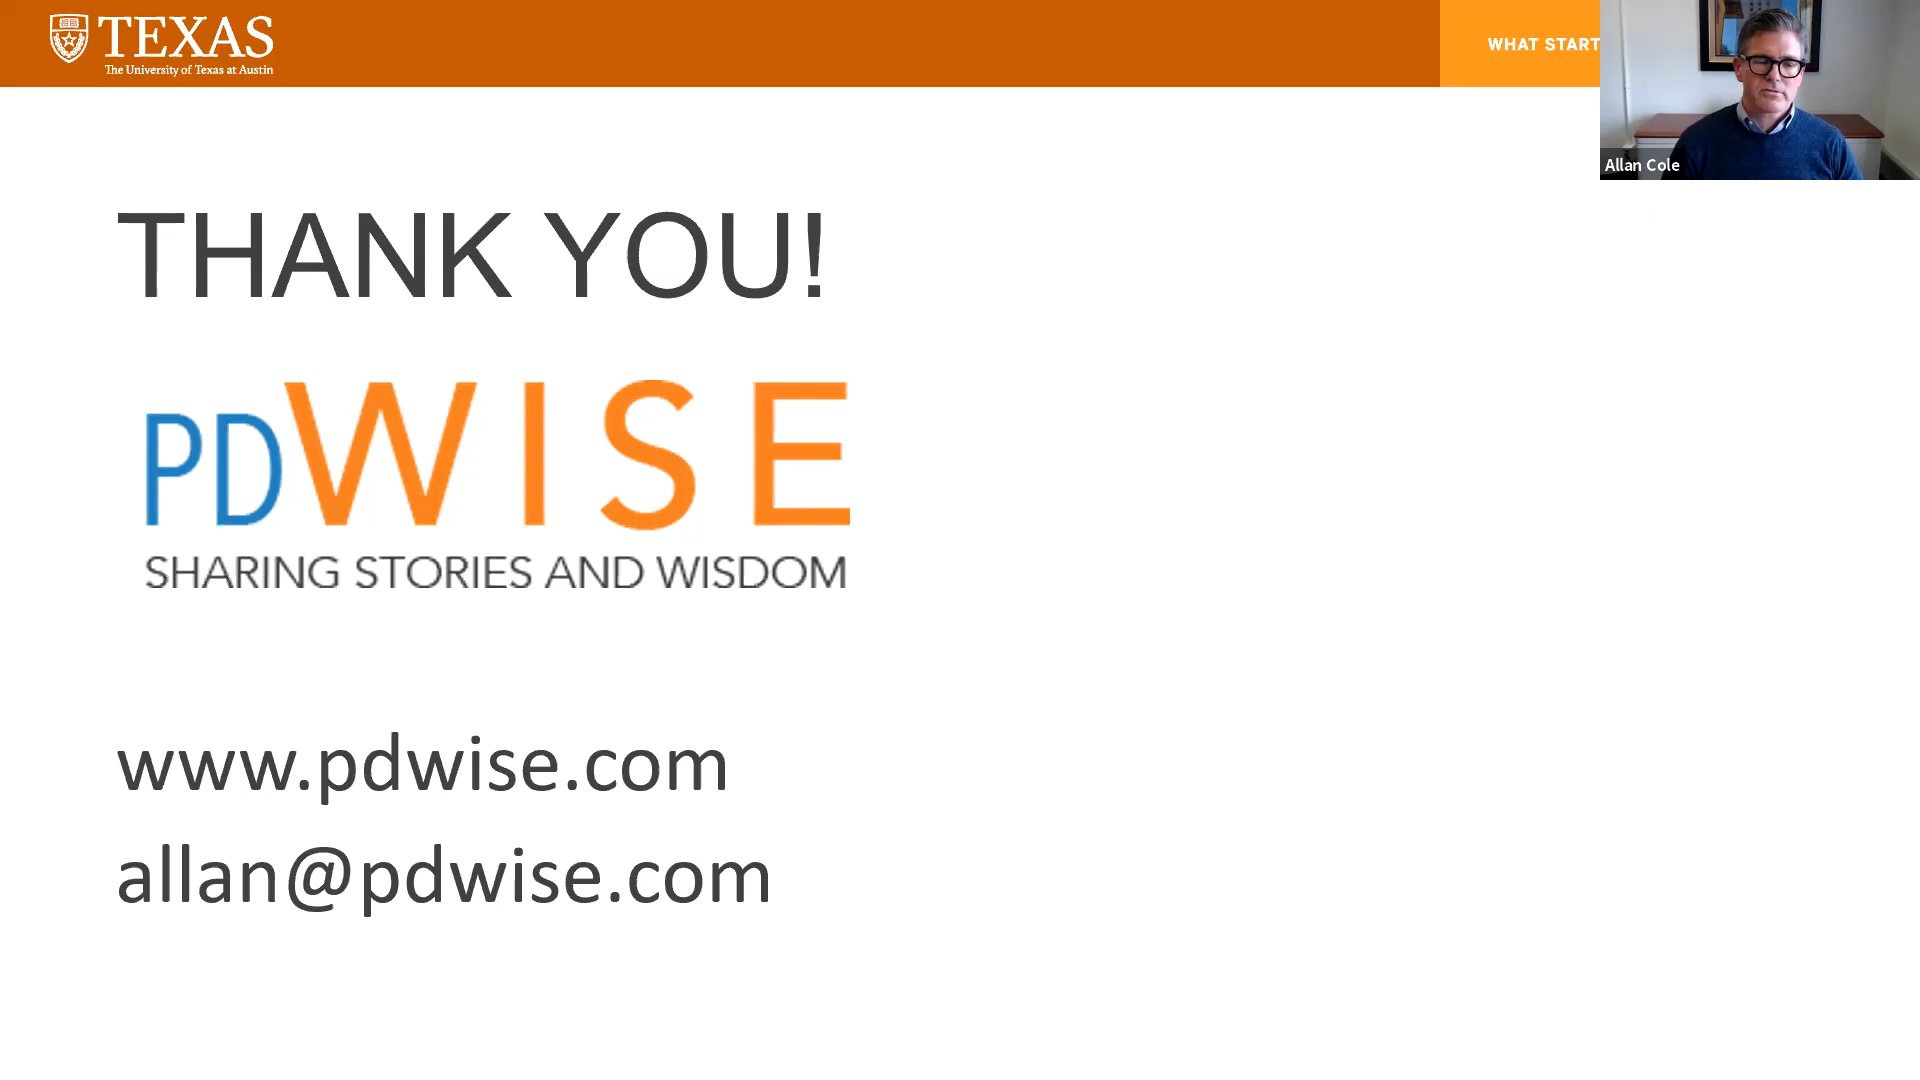 TEXAS
The University of Texas at Austin
WHAT START
Allan Cole
THANK YOU!
PDWISE
SHARING STORIES AND WISDOM
www.pdwise.com
allan@pdwise.com